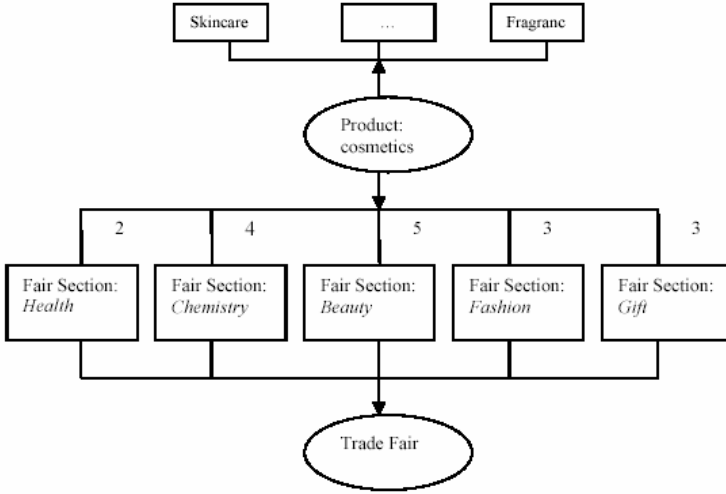 Skincare
...
Fragranc
Product:
cosmetics
2
4
5
3
3
Fair Section:
Health
Fair Section:
Chemistry
Fair Section:
Beauty
Fair Section:
Fashion
Fair Section:
Gift
Trade Fair